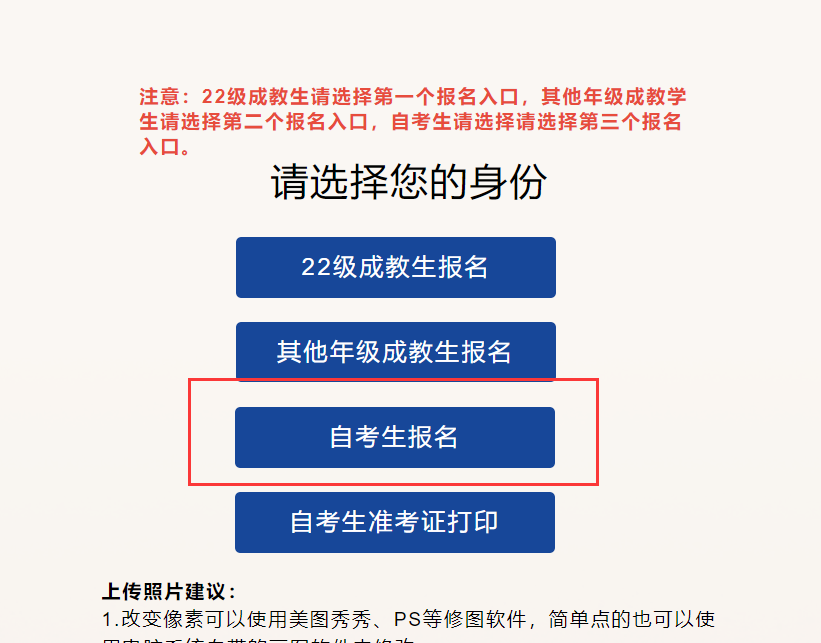 注意：22级成教生请选择第一个报名入口，其他年级成教学
生请选择第二个报名入口，自考生请选择请选择第三个报名
入口。
请选择您的身份
22级成教生报名
其他年级成教生报名
自考生报名
自考生准考证打印
上传照片建议：
1.改变像素可以使用美图秀秀、PS等修图软件，简单点的也可以使